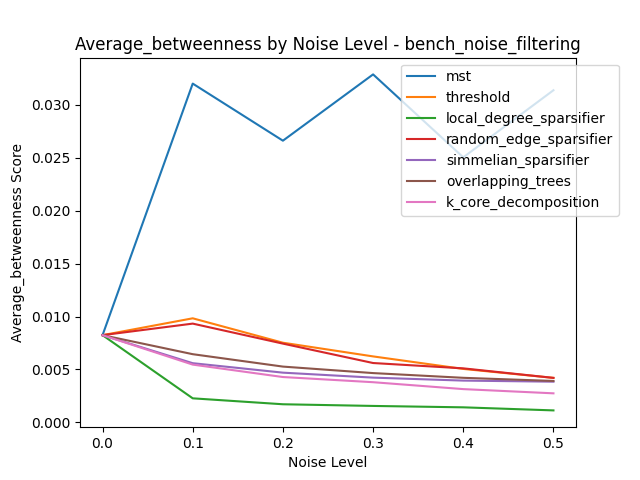 Average_betweenness by Noise Level - bench_noise_filtering
mst
threshold
local_degree_sparsifier
random_edge_sparsifier
simmelian_sparsifier
overlapping_trees
k_core_decomposition
Average_betweenness Score
0.030
0.025
0.020
0.015
0.010
0.005
0.000
0.0 0.1 0.2 0.3 0.4 0.5
Noise Level